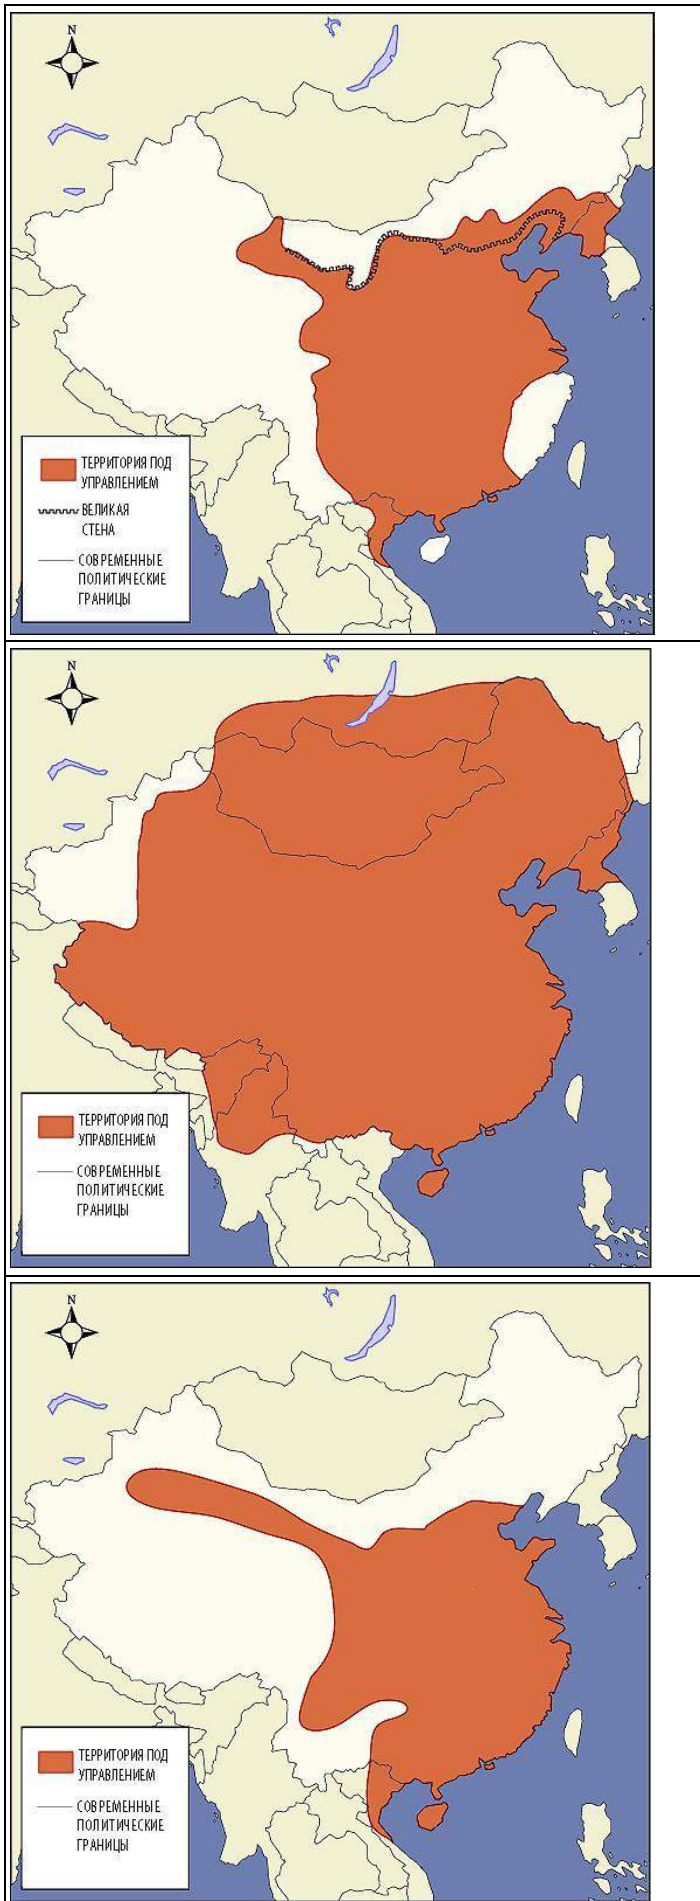 N
ТЕРРИТОРИЯ ПОД
УПРАВЛЕНИЕМ
ВЕЛИКАЯ
СТЕНА
СОВРЕМЕННЫЕ
ПОЛИТИЧЕСКИЕ
ГРАНИЦЫ
N
ТЕРРИТОРИЯ ПОД
УПРАВЛЕНИЕМ
СОВРЕМЕННЫЕ
ПОЛИТИЧЕСКИЕ
ГРАНИЦЫ
N
ТЕРРИТОРИЯ ПОД
УПРАВЛЕНИЕМ
СОВРЕМЕННЫЕ
ПОЛИТИЧЕСКИЕ
ГРАНИЦЫ